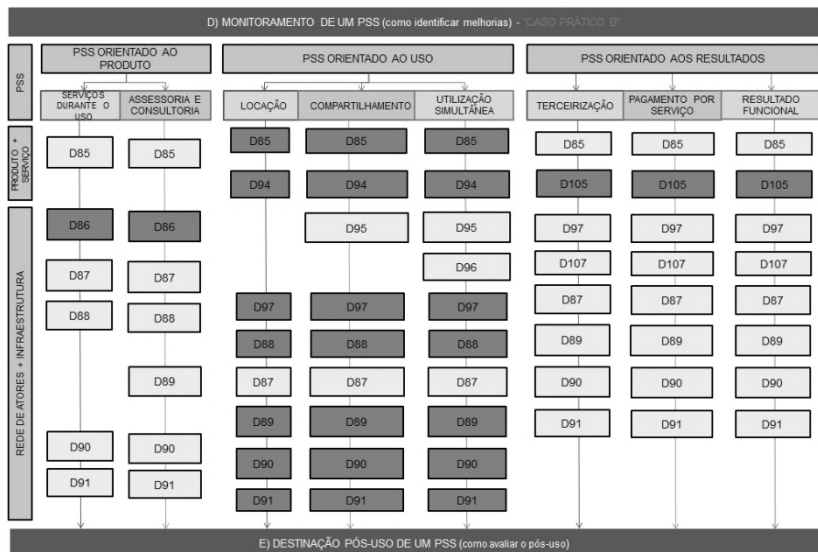 D) MONITORAMENTO DE UM PSS (como identificar melhorias) - "CASO PRÁTICO B"
PSS
PSS ORIENTADO AO
PRODUTO
PSS ORIENTADO AO USO
PSS ORIENTADO AOS RESULTADOS
SERVIÇOS
DURANTE O
USO
ASSESSORIA E
CONSULTORIA
LOCAÇÃO
COMPARTILHAMENTO
UTILIZAÇÃO
SIMULTÂNEA
TERCEIRIZAÇÃO
PAGAMENTO POR
SERVIÇO
RESULTADO
FUNCIONAL
PRODUTO +
SERVIÇO
D85 D85 D85 D85 D85 D85 D85 D85
D94 D94 D94 D105 D105 D105
REDE DE ATORES + INFRAESTRUTURA
D86 D86 D95 D95 D97 D97 D97
D87 D87 D96 D107 D107 D107
D88 D88 D97 D97 D97 D87 D87 D87
D88 D88 D88 D89 D89 D89
D89 D87 D87 D87 D90 D90 D90
D89 D89 D89 D91 D91 D91
D90 D90 D90 D90 D90
D91 D91 D91 D91 D91
E) DESTINAÇÃO PÓS-USO DE UM PSS (como avaliar o pós-uso)